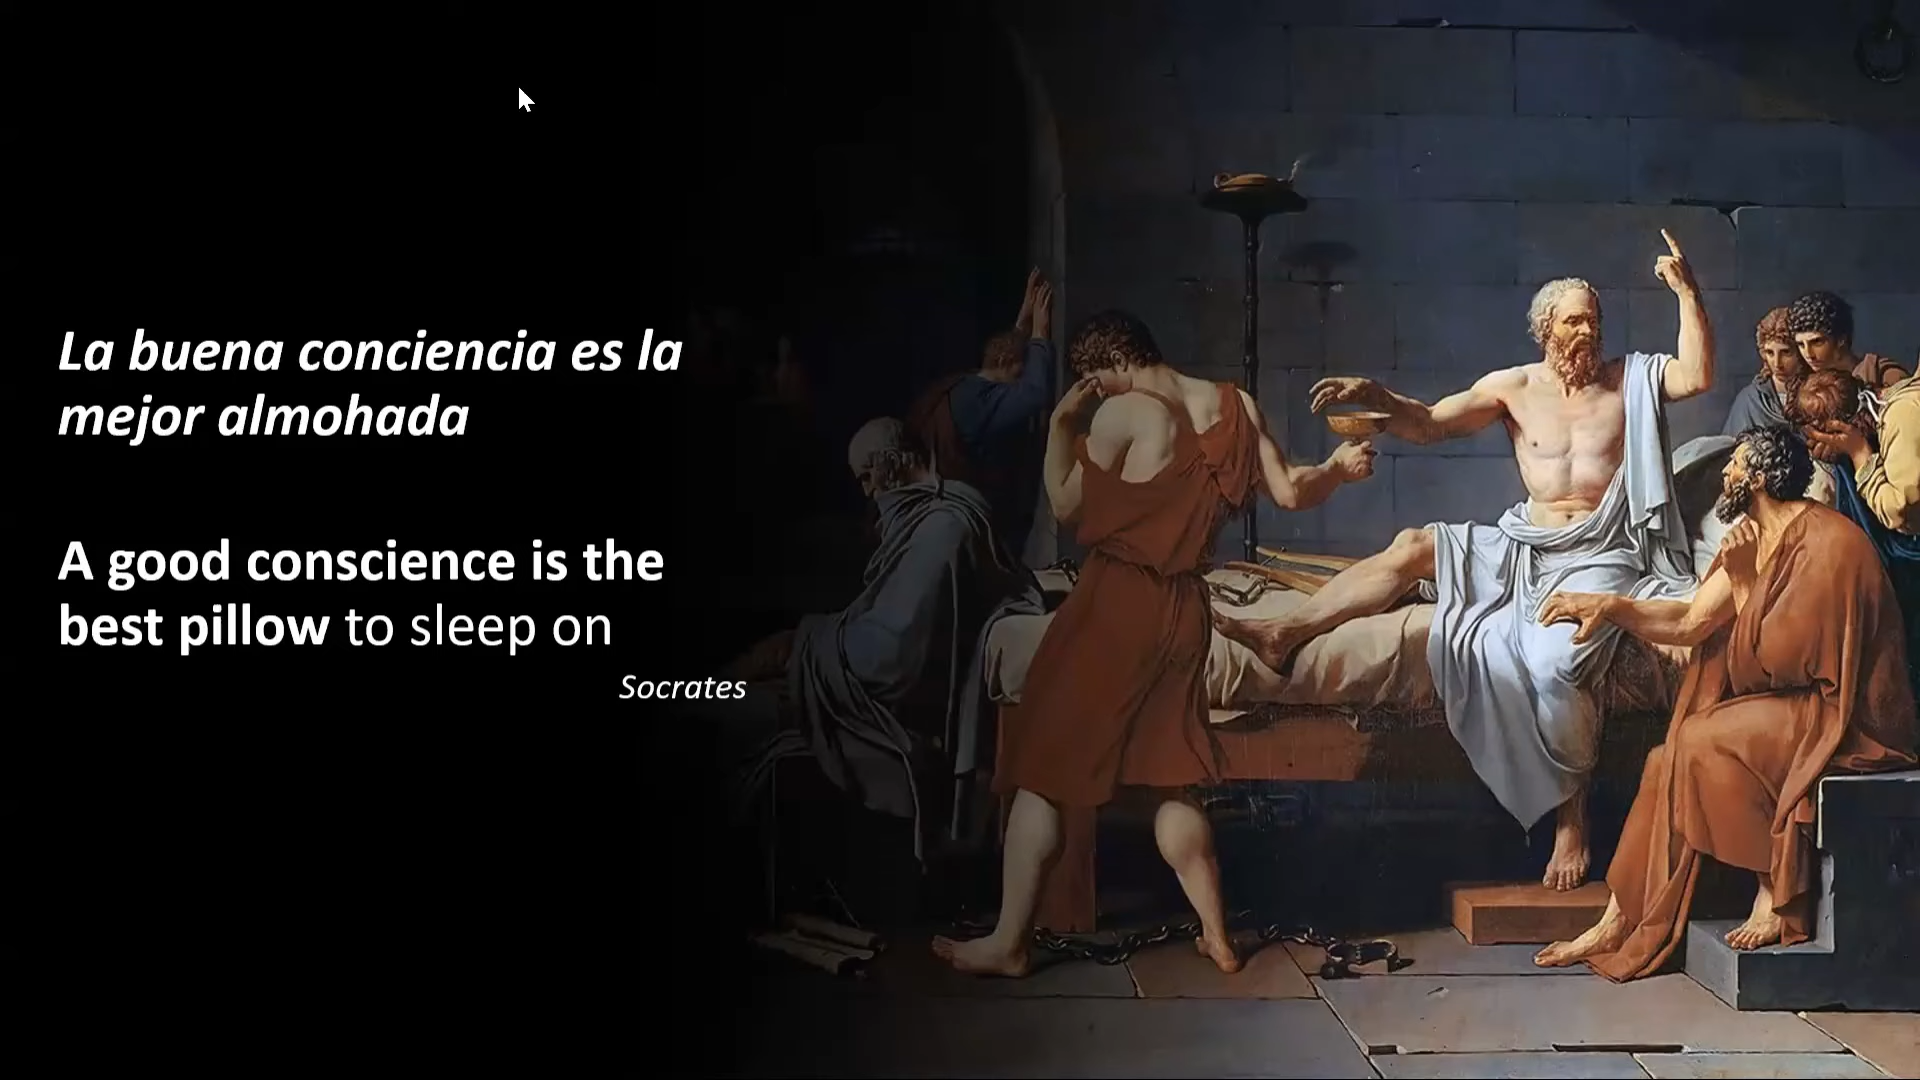 La buena conciencia es la
mejor almohada
A good conscience is the
best pillow to sleep on
Socrates